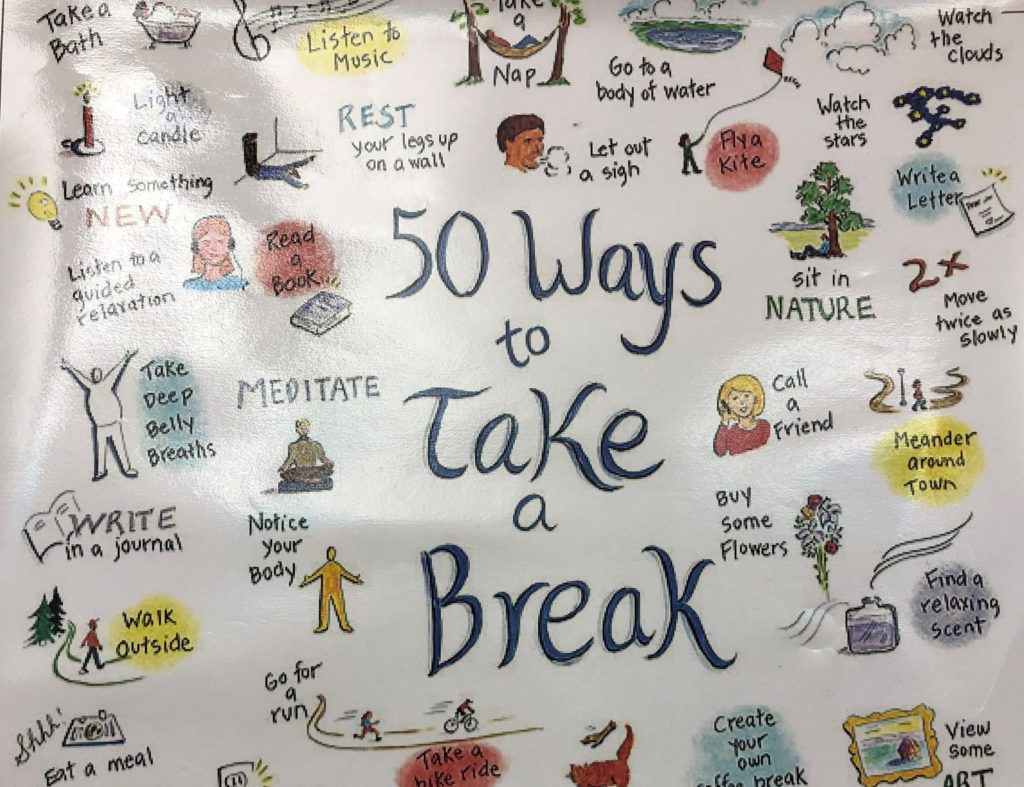 Take a
Bath
Listen to
Music
Take
a
Nap
Go to a
body of water
Watch
the
clouds
Light
a
candle
REST
your legs up
on a wall
Let out
a sigh
Fly a
Kite
Watch
the
stars
Learn something
NEW
Write a
Letter
Listen to a
guided
relaxation
Read
a
Book
50 Ways
to
Take
a
Break
sit in
NATURE
2x
Move
twice as
slowly
Take
Deep
Belly
Breaths
MEDITATE
Call
a
Friend
Meander
around
Town
WRITE
in a journal
Notice
your
Body
Buy
some
Flowers
Find a
relaxing
scent
Walk
outside
Go for
a
run
Shhh!
Eat a meal
Take a
bike ride
Create
your
own
coffee break
View
some
ART